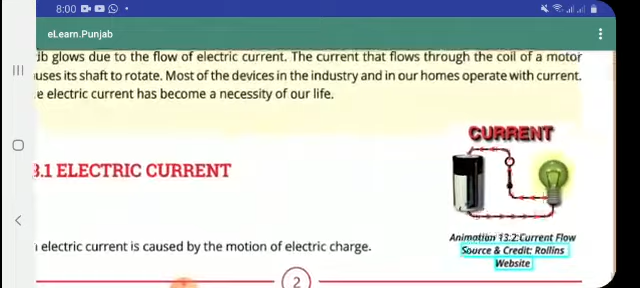 8:00
eLearn.Punjab
glows due to the flow of electric current. The current that flows through the coil of a motor
its shaft to rotate. Most of the devices in the industry and in our homes operate with current.
electric current has become a necessity of our life.
CURRENT
3.1 ELECTRIC CURRENT
electric current is caused by the motion of electric charge.
Animation 13.2:Current Flow
Source & Credit: Rollins
Website
2